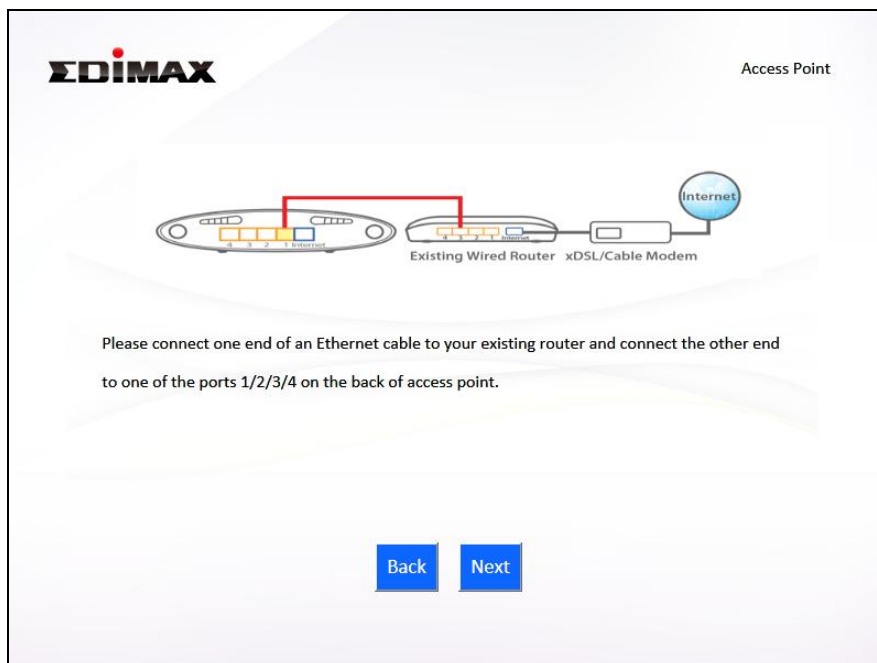 EDIMAX
Access Point
Internet
4 3 2 1 Internet
4 3 2 1 Internet
Existing Wired Router xDSL/Cable Modem
Please connect one end of an Ethernet cable to your existing router and connect the other end
to one of the ports 1/2/3/4 on the back of access point.
Back Next